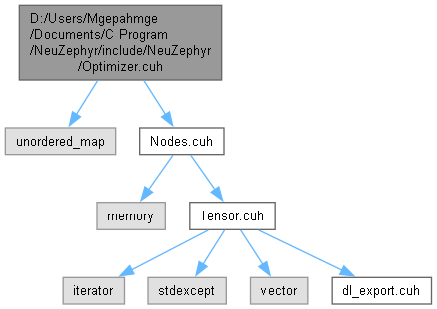 D:/Users/Mgepahmge
/Documents/C Program
/NeuZephyr/include/NeuZephyr
/Optimizer.cuh
unordered_map
Nodes.cuh
memory
Tensor.cuh
iterator
stdexcept
vector
dl_export.cuh